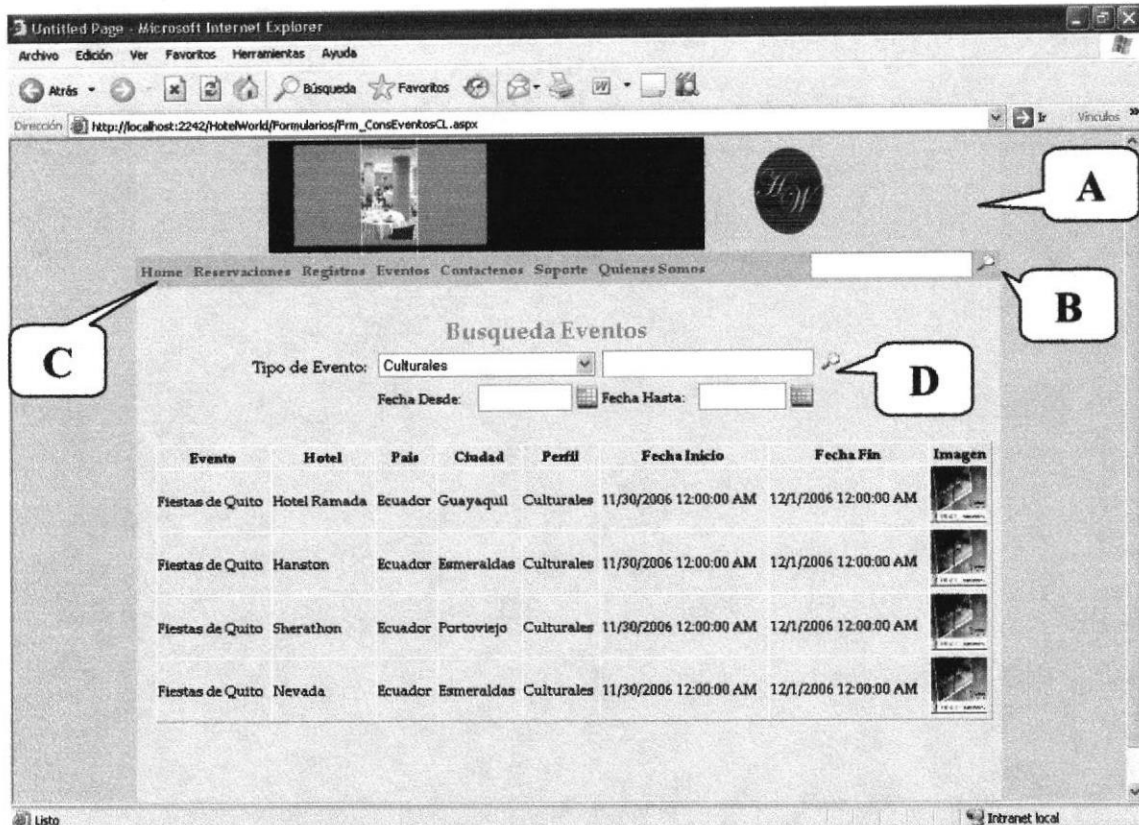 Untitled Page - Microsoft Internet Explorer
Archivo Edición Ver Favoritos Herramientas Ayuda
Atrás Búsqueda Favoritos W
Dirección http://localhost:2242/HotelWorld/Formularios/Frm_ConsEventosCL.aspx Ir Vínculos »
HW
A
Home Reservaciones Registros Eventos Contactenos Soporte Quienes Somos
B
C
Busqueda Eventos
Tipo de Evento: Culturales
D
Fecha Desde: Fecha Hasta:
Evento Hotel Pais Ciudad Perfil Fecha Inicio Fecha Fin Imagen
Fiestas de Quito Hotel Ramada Ecuador Guayaquil Culturales 11/30/2006 12:00:00 AM 12/1/2006 12:00:00 AM
Fiestas de Quito Hanston Ecuador Esmeraldas Culturales 11/30/2006 12:00:00 AM 12/1/2006 12:00:00 AM
Fiestas de Quito Sherathon Ecuador Portoviejo Culturales 11/30/2006 12:00:00 AM 12/1/2006 12:00:00 AM
Fiestas de Quito Nevada Ecuador Esmeraldas Culturales 11/30/2006 12:00:00 AM 12/1/2006 12:00:00 AM
Listo Intranet local